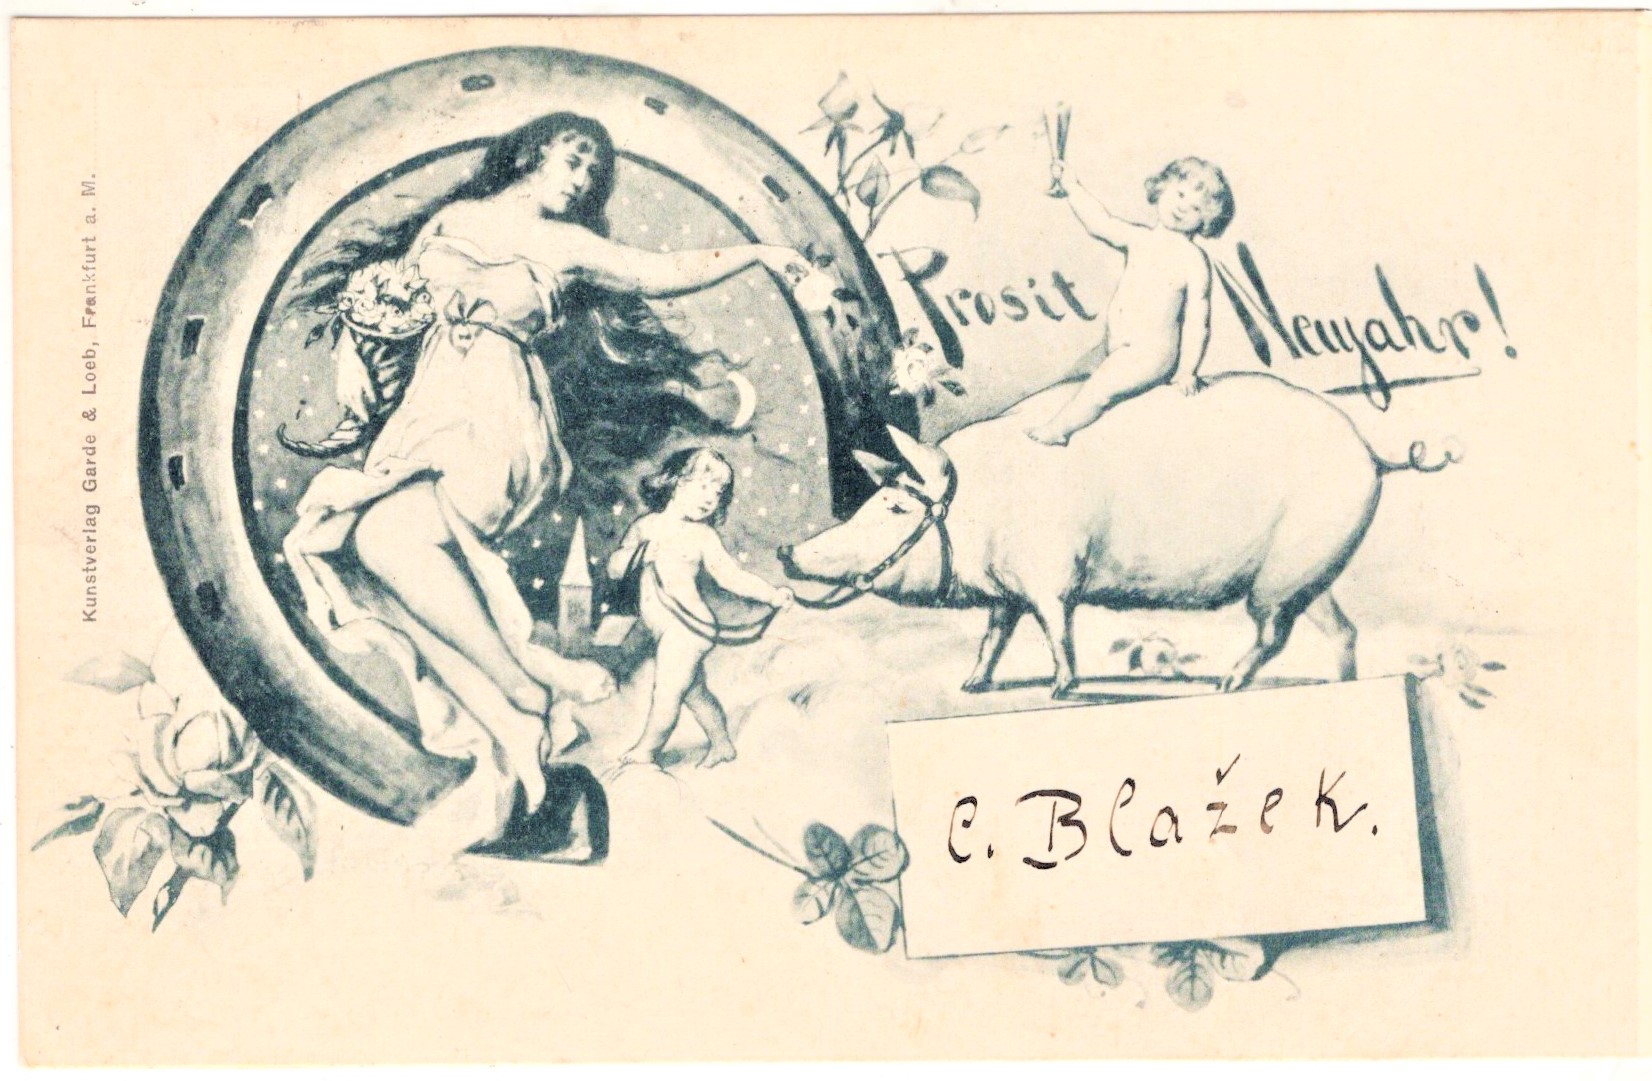 Kunstverlag Garde & Loeb, Frankfurt a. M.
Prosit Neujahr!
C. Blažek.